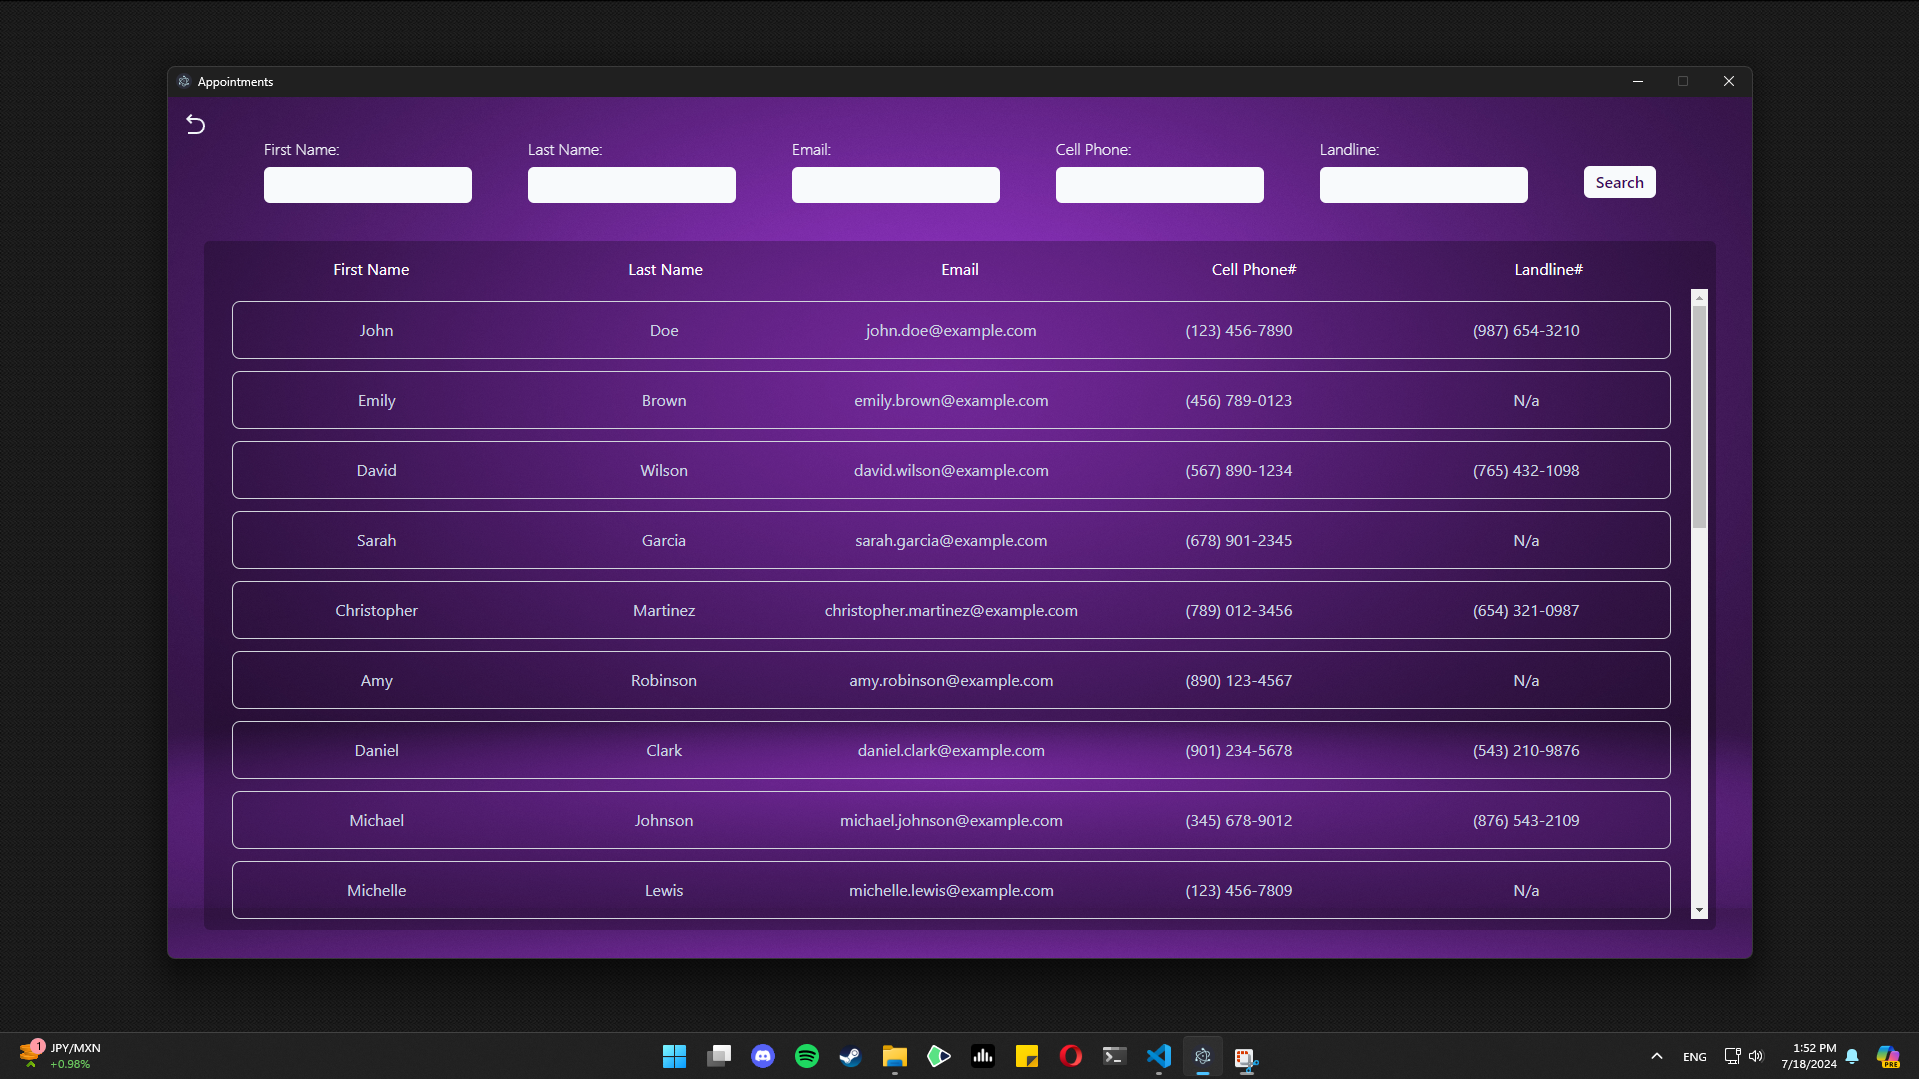 Appointments
First Name: Last Name: Email: Cell Phone: Landline:
Search
First Name Last Name Email Cell Phone# Landline#
John Doe john.doe@example.com (123) 456-7890 (987) 654-3210
Emily Brown emily.brown@example.com (456) 789-0123 N/a
David Wilson david.wilson@example.com (567) 890-1234 (765) 432-1098
Sarah Garcia sarah.garcia@example.com (678) 901-2345 N/a
Christopher Martinez christopher.martinez@example.com (789) 012-3456 (654) 321-0987
Amy Robinson amy.robinson@example.com (890) 123-4567 N/a
Daniel Clark daniel.clark@example.com (901) 234-5678 (543) 210-9876
Michael Johnson michael.johnson@example.com (345) 678-9012 (876) 543-2109
Michelle Lewis michelle.lewis@example.com (123) 456-7809 N/a
1
JPY/MXN
+0.98%
ENG
1:52 PM
7/18/2024
PRE